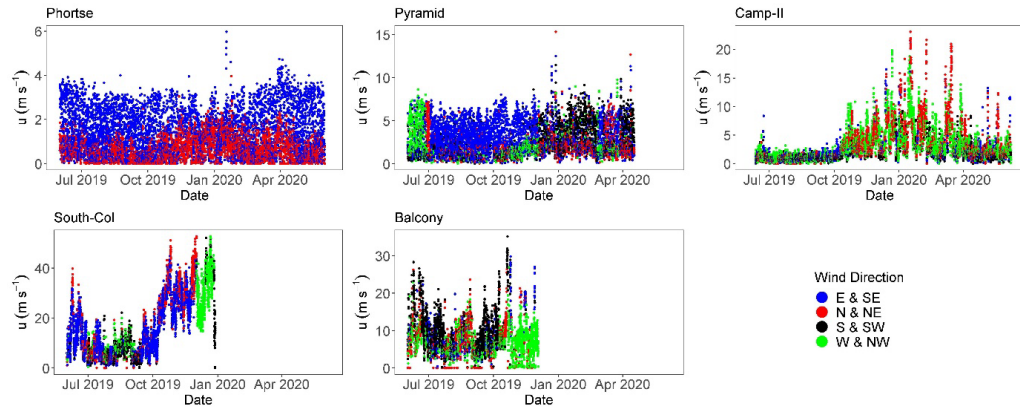 Phortse
Pyramid
Camp-II
u (m s⁻¹)
6
4
2
0
Jul 2019 Oct 2019 Jan 2020 Apr 2020
Date
u (m s⁻¹)
15
10
5
0
Jul 2019 Oct 2019 Jan 2020 Apr 2020
Date
u (m s⁻¹)
20
15
10
5
0
Jul 2019 Oct 2019 Jan 2020 Apr 2020
Date
South-Col
Balcony
u (m s⁻¹)
40
20
0
Jul 2019 Oct 2019 Jan 2020 Apr 2020
Date
u (m s⁻¹)
30
20
10
0
Jul 2019 Oct 2019 Jan 2020 Apr 2020
Date
Wind Direction
E & SE
N & NE
S & SW
W & NW